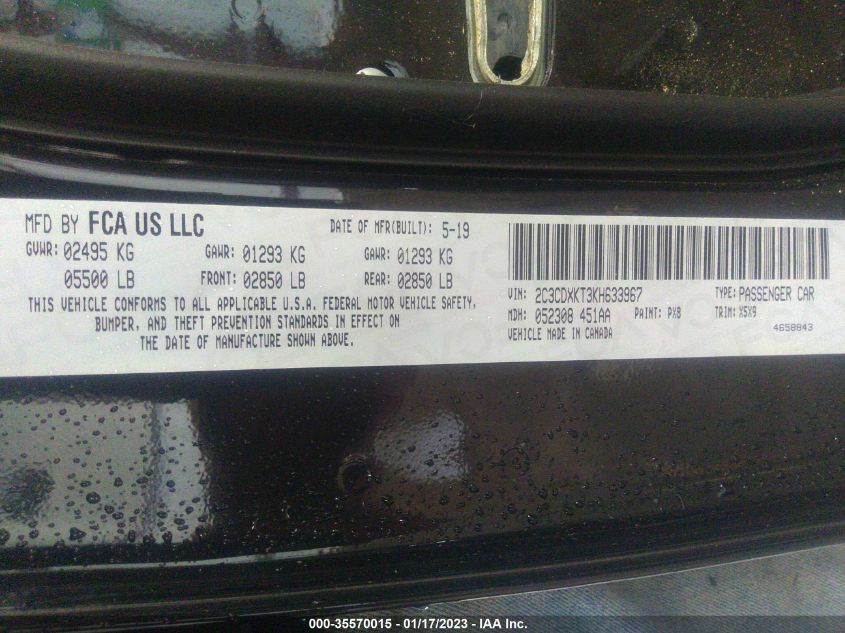 MFD BY FCA US LLC
DATE OF MFR(BUILT): 5-19
GVWR: 02495 KG
GAWR: 01293 KG
GAWR: 01293 KG
05500 LB
FRONT: 02850 LB
REAR: 02850 LB
THIS VEHICLE CONFORMS TO ALL APPLICABLE U.S.A. FEDERAL MOTOR VEHICLE SAFETY,
BUMPER, AND THEFT PREVENTION STANDARDS IN EFFECT ON
THE DATE OF MANUFACTURE SHOWN ABOVE.
VIN: 2C3CDXKT3KH633967
TYPE: PASSENGER CAR
MDH: 052308 451AA
PAINT: PX8
TRIM: X5X9
VEHICLE MADE IN CANADA
4658843
000-35570015 - 01/17/2023 - IAA Inc.